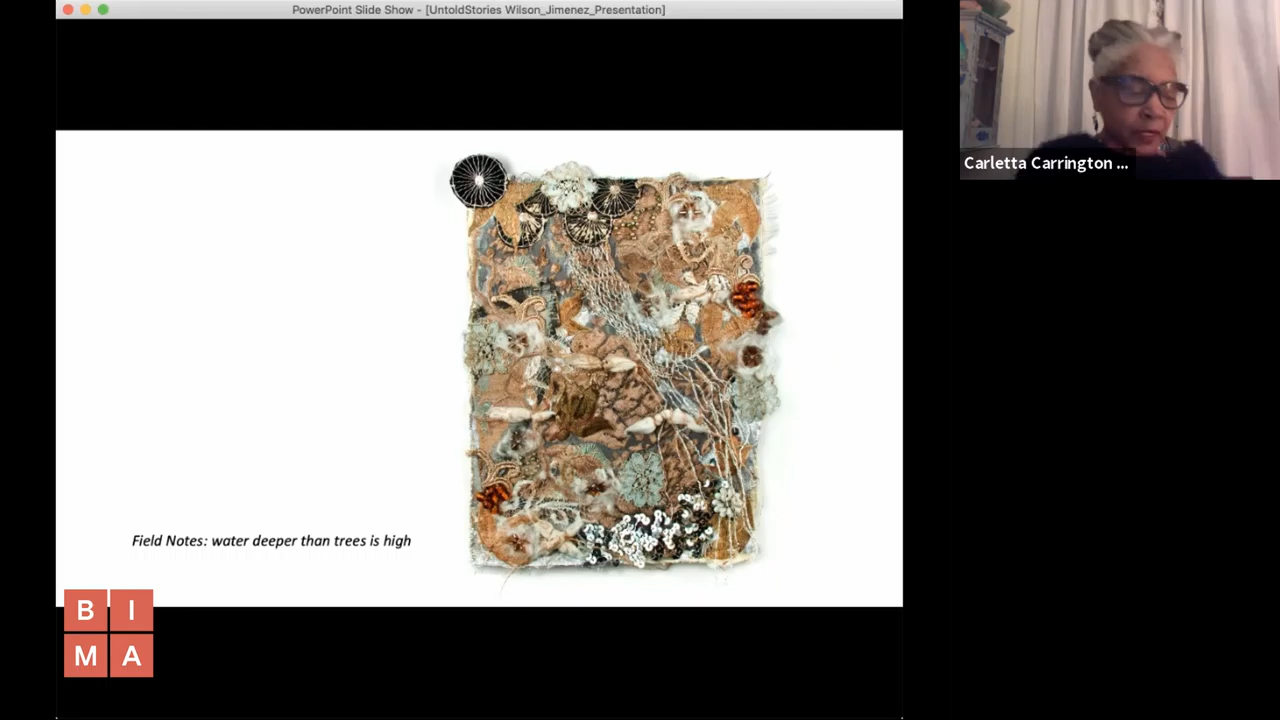 PowerPoint Slide Show - [UntoldStories Wilson_Jimenez_Presentation]
Carletta Carrington ...
Field Notes: water deeper than trees is high
B I
M A